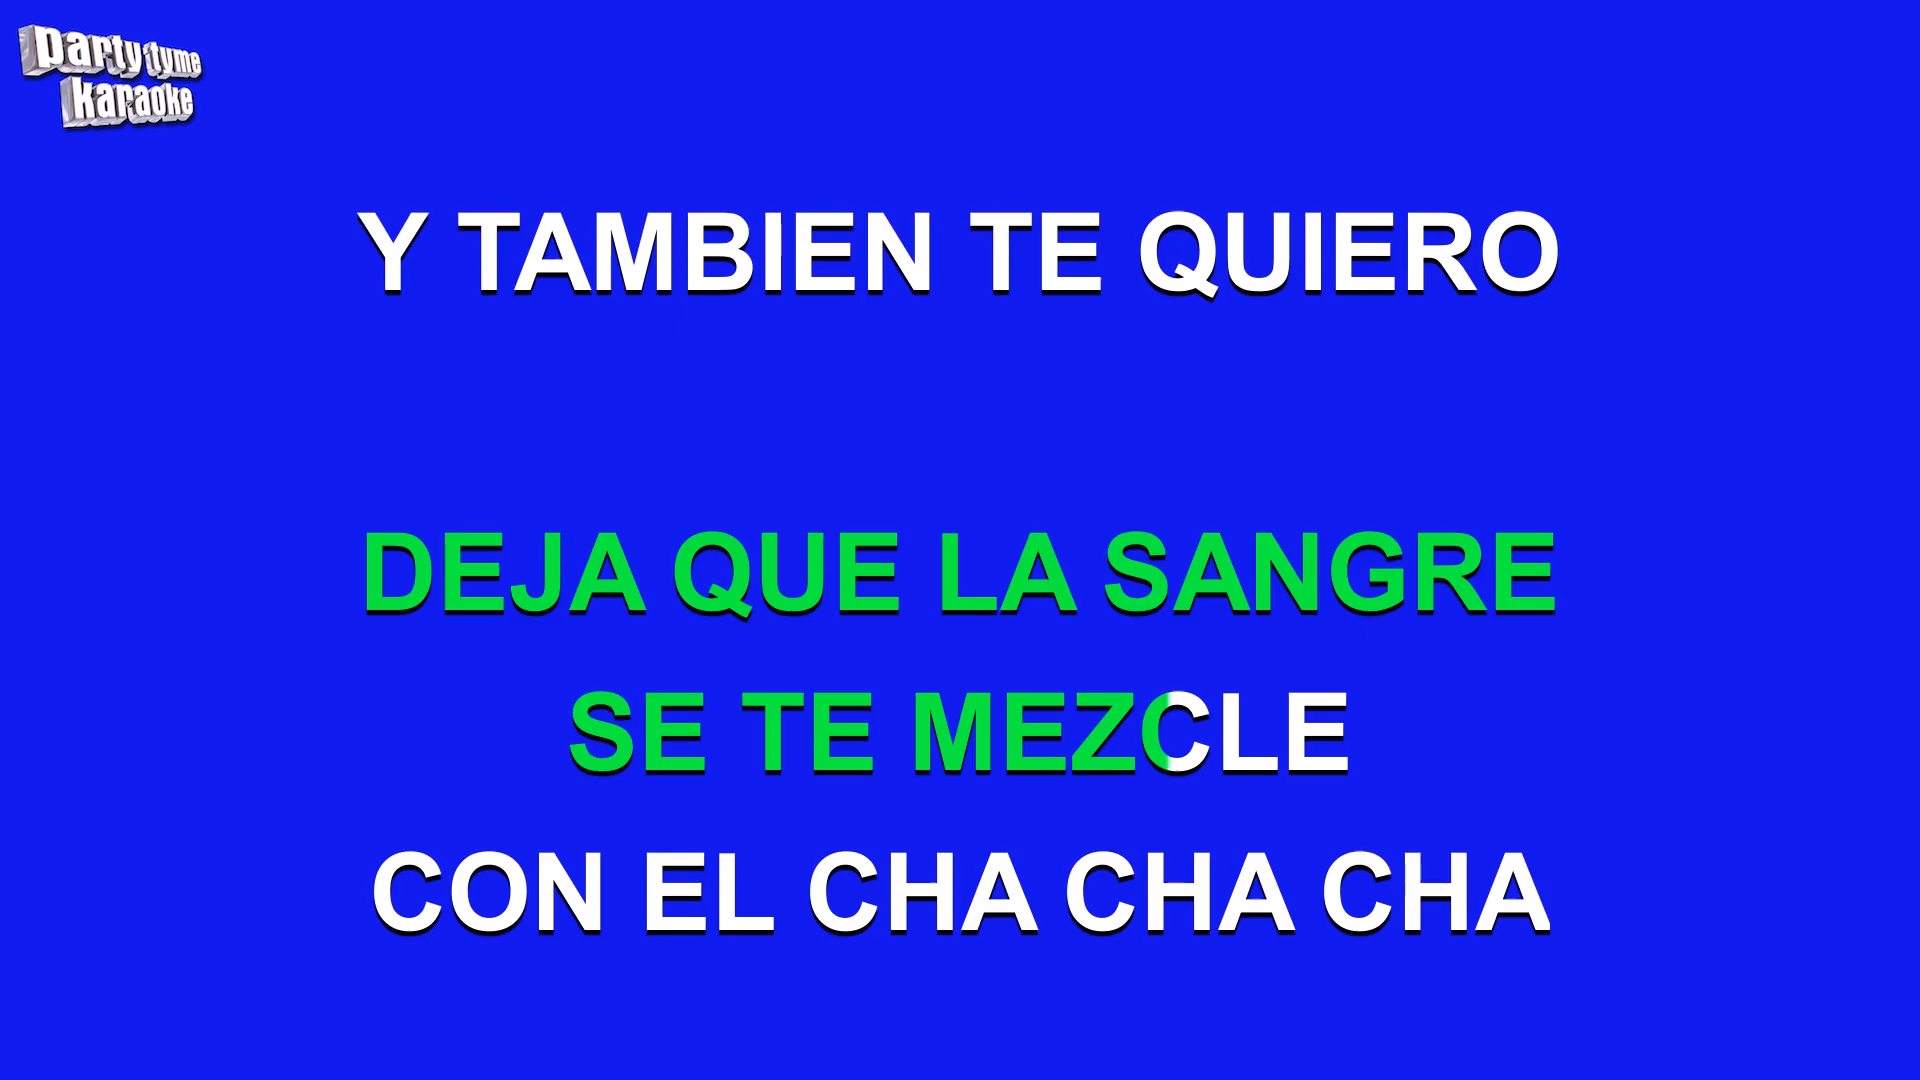 party tyme
karaoke
Y TAMBIEN TE QUIERO
DEJA QUE LA SANGRE
SE TE MEZCLE
CON EL CHA CHA CHA